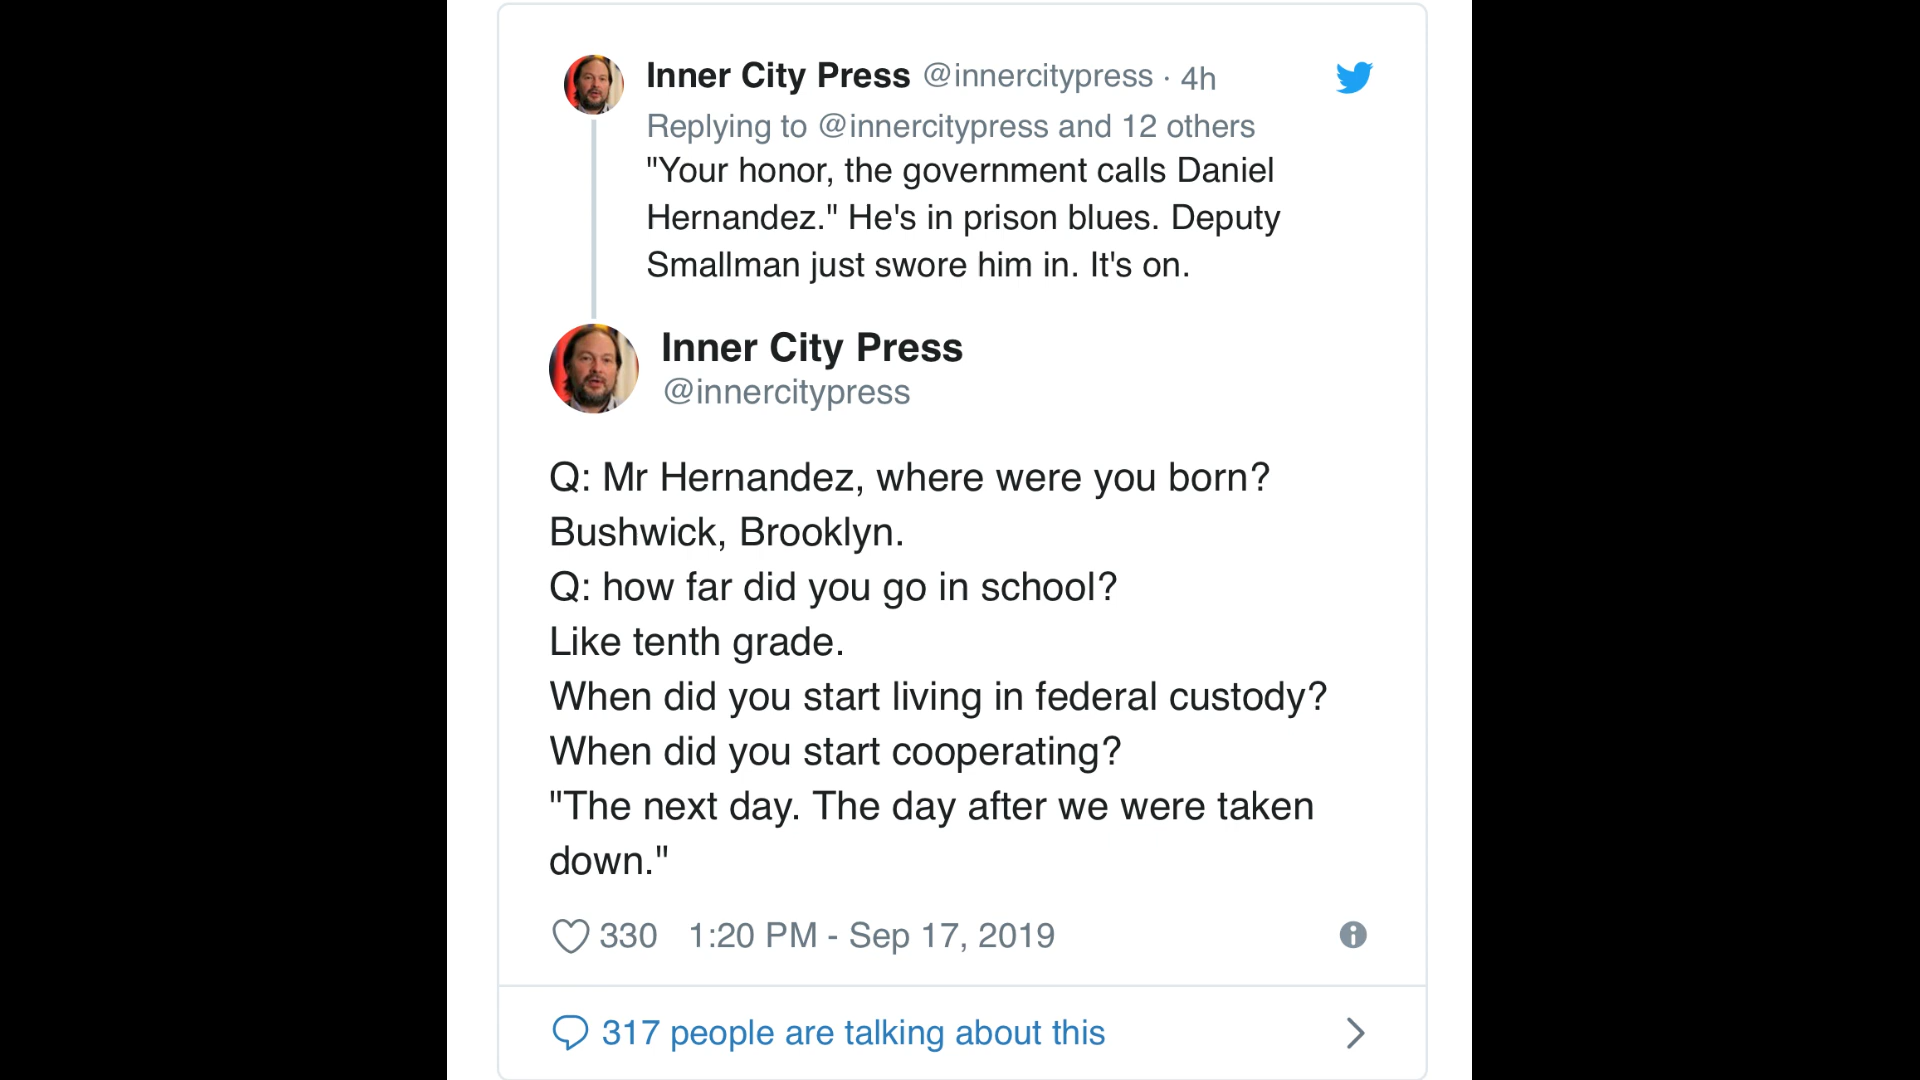 Inner City Press @innercitypress · 4h
Replying to @innercitypress and 12 others
"Your honor, the government calls Daniel
Hernandez." He's in prison blues. Deputy
Smallman just swore him in. It's on.
Inner City Press
@innercitypress
Q: Mr Hernandez, where were you born?
Bushwick, Brooklyn.
Q: how far did you go in school?
Like tenth grade.
When did you start living in federal custody?
When did you start cooperating?
"The next day. The day after we were taken
down."
330 1:20 PM - Sep 17, 2019
317 people are talking about this